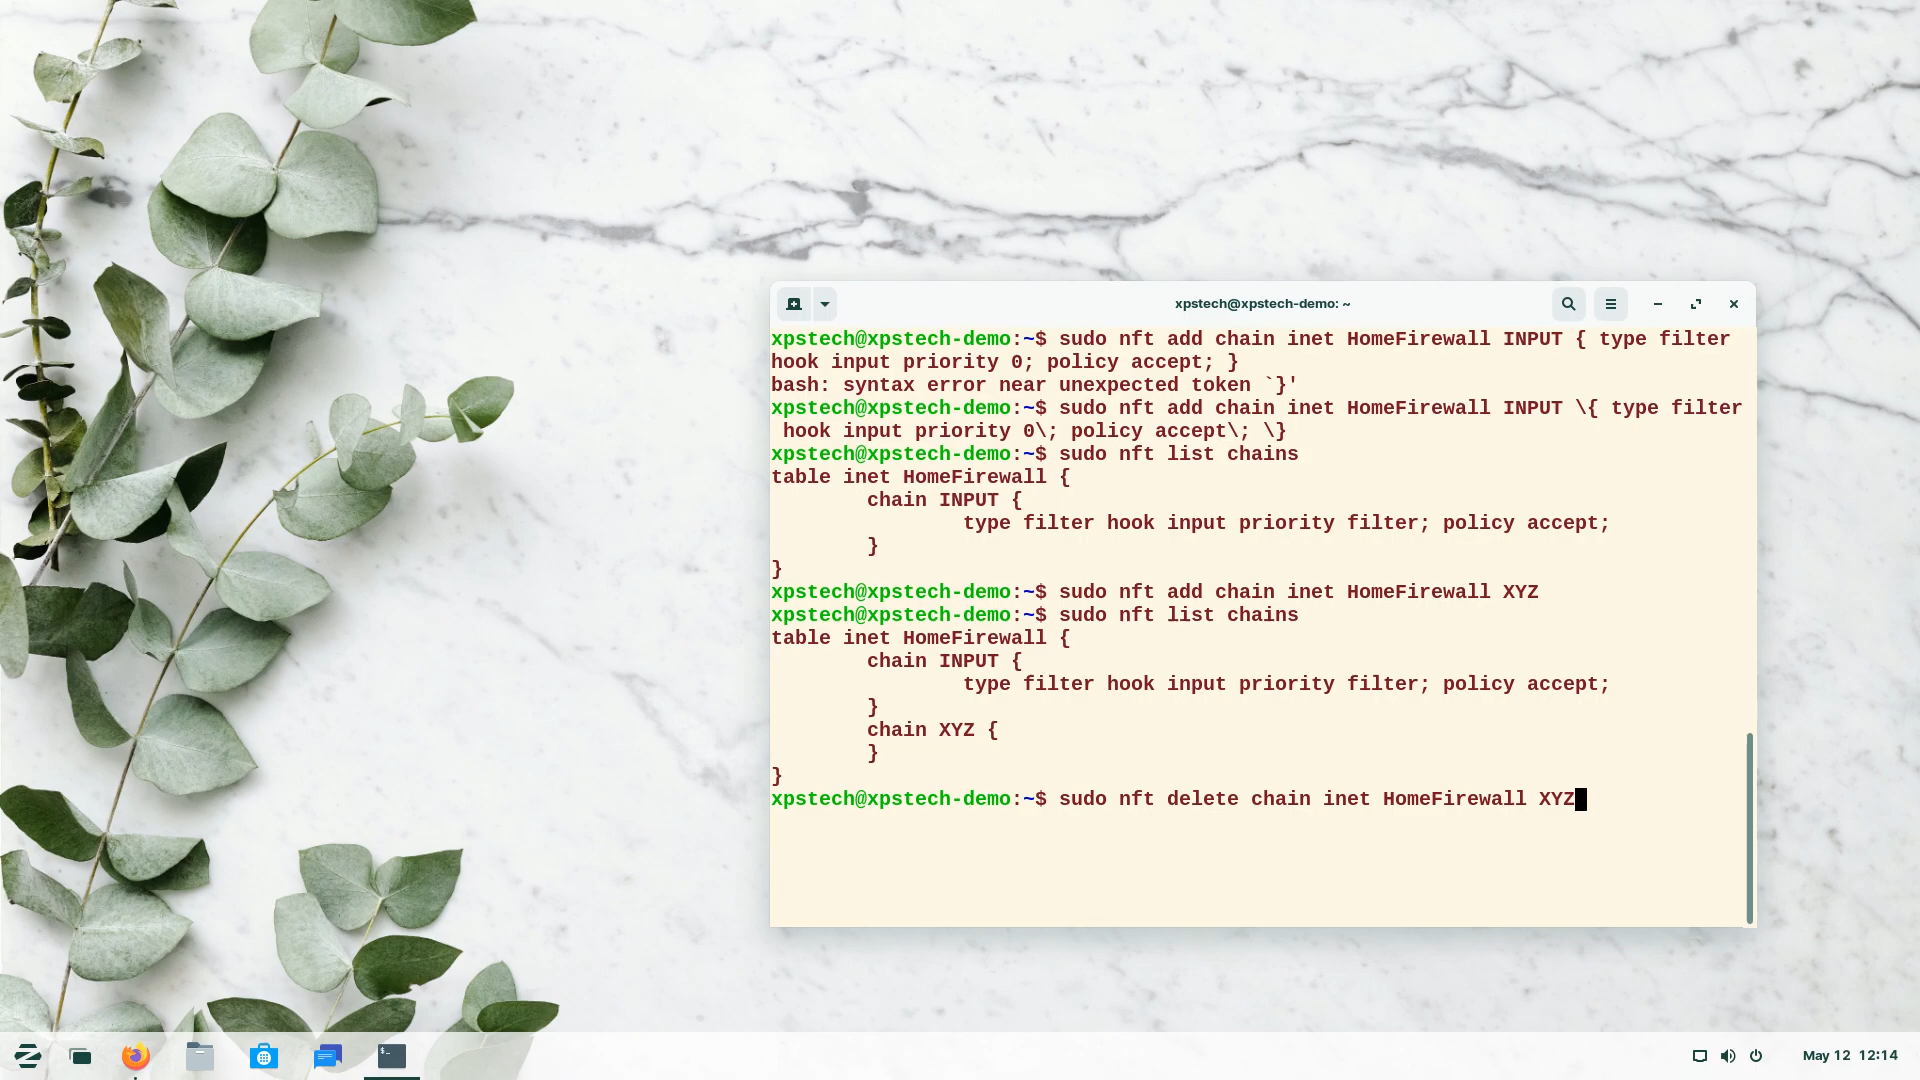 xpstech@xpstech-demo: ~
xpstech@xpstech-demo:~$ sudo nft add chain inet HomeFirewall INPUT { type filter
hook input priority 0; policy accept; }
bash: syntax error near unexpected token `}'
xpstech@xpstech-demo:~$ sudo nft add chain inet HomeFirewall INPUT \{ type filter
 hook input priority 0\; policy accept\; \}
xpstech@xpstech-demo:~$ sudo nft list chains
table inet HomeFirewall {
        chain INPUT {
                type filter hook input priority filter; policy accept;
        }
}
xpstech@xpstech-demo:~$ sudo nft add chain inet HomeFirewall XYZ
xpstech@xpstech-demo:~$ sudo nft list chains
table inet HomeFirewall {
        chain INPUT {
                type filter hook input priority filter; policy accept;
        }
        chain XYZ {
        }
}
xpstech@xpstech-demo:~$ sudo nft delete chain inet HomeFirewall XYZ
$_
May 12 12:14